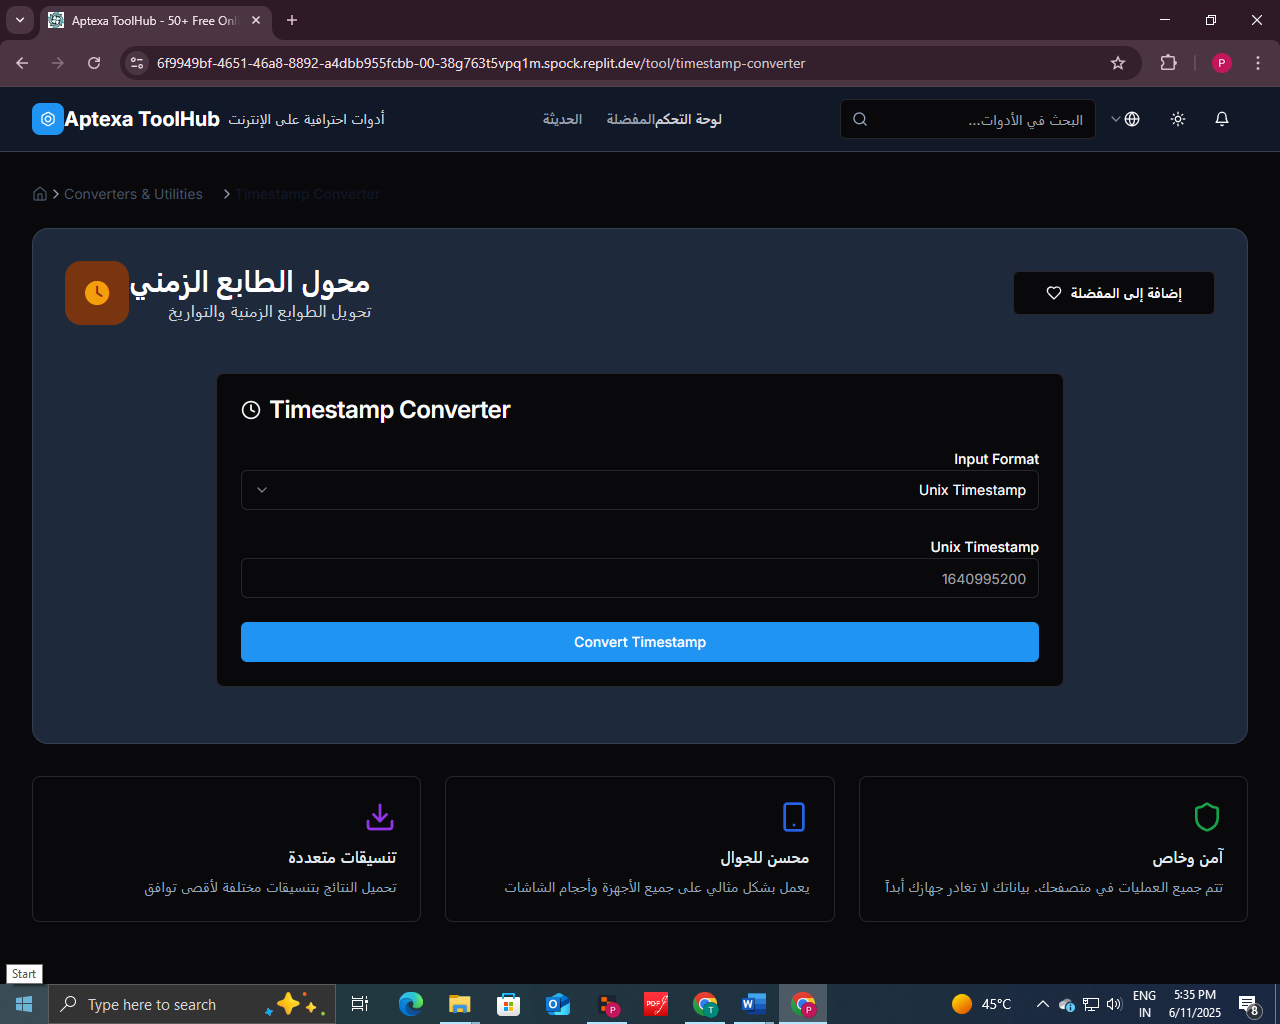 Aptexa ToolHub - 50+ Free Onl
6f9949bf-4651-46a8-8892-a4dbb955fcbb-00-38g763t5vpq1m.spock.replit.dev/tool/timestamp-converter
P
Aptexa ToolHub
أدوات احترافية على الإنترنت
لوحة التحكم
المفضلة
الحديثة
البحث في الأدوات...
Converters & Utilities
Timestamp Converter
محول الطابع الزمني
تحويل الطوابع الزمنية والتواريخ
إضافة إلى المفضلة
Timestamp Converter
Input Format
Unix Timestamp
Unix Timestamp
1640995200
Convert Timestamp
آمن وخاص
تتم جميع العمليات في متصفحك. بياناتك لا تغادر جهازك أبداً
محسن للجوال
يعمل بشكل مثالي على جميع الأجهزة وأحجام الشاشات
تنسيقات متعددة
تحميل النتائج بتنسيقات مختلفة لأقصى توافق
Start
Type here to search
P
PDF
T
W
P
45°C
ENG
IN
5:35 PM
6/11/2025
8